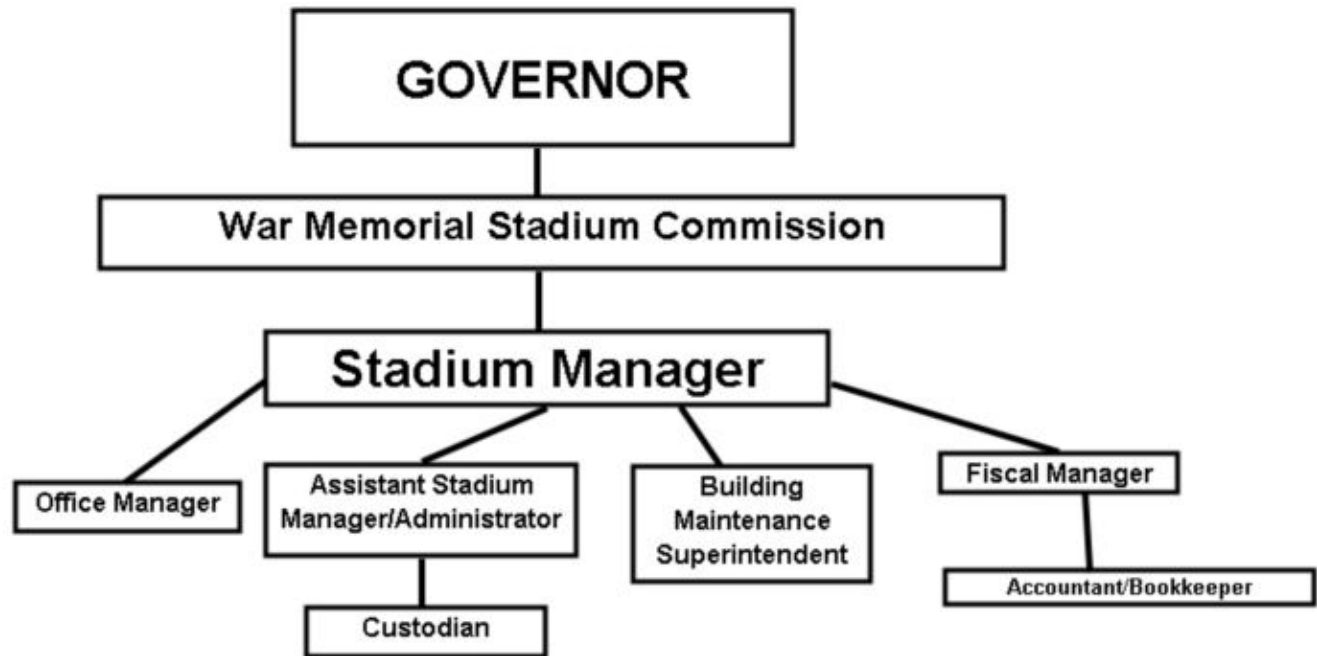 GOVERNOR
War Memorial Stadium Commission
Stadium Manager
Office Manager
Assistant Stadium
Manager/Administrator
Building
Maintenance
Superintendent
Fiscal Manager
Custodian
Accountant/Bookkeeper